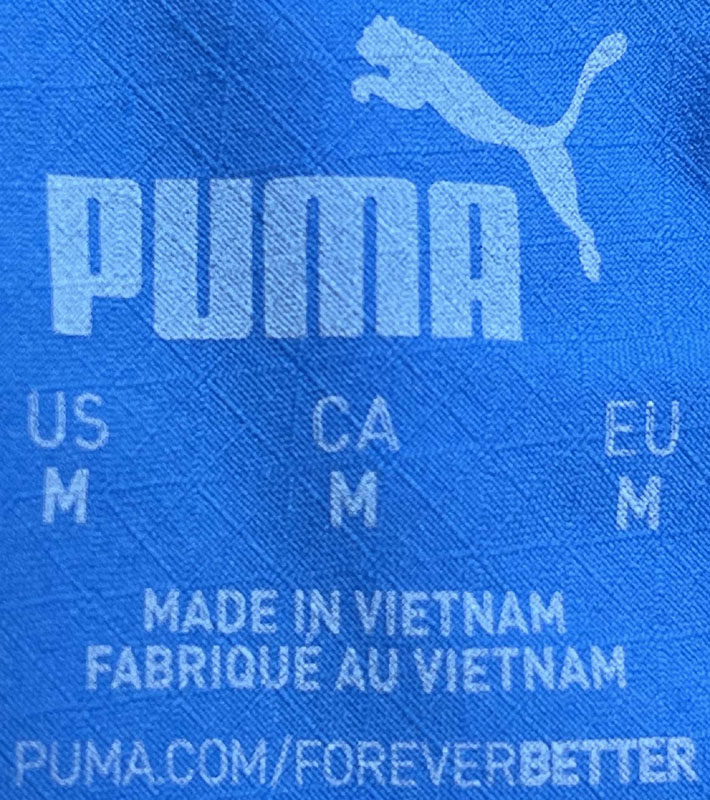 PUMA
US CA EU
M M M
MADE IN VIETNAM
FABRIQUÉ AU VIETNAM
PUMA.COM/FOREVERBETTER